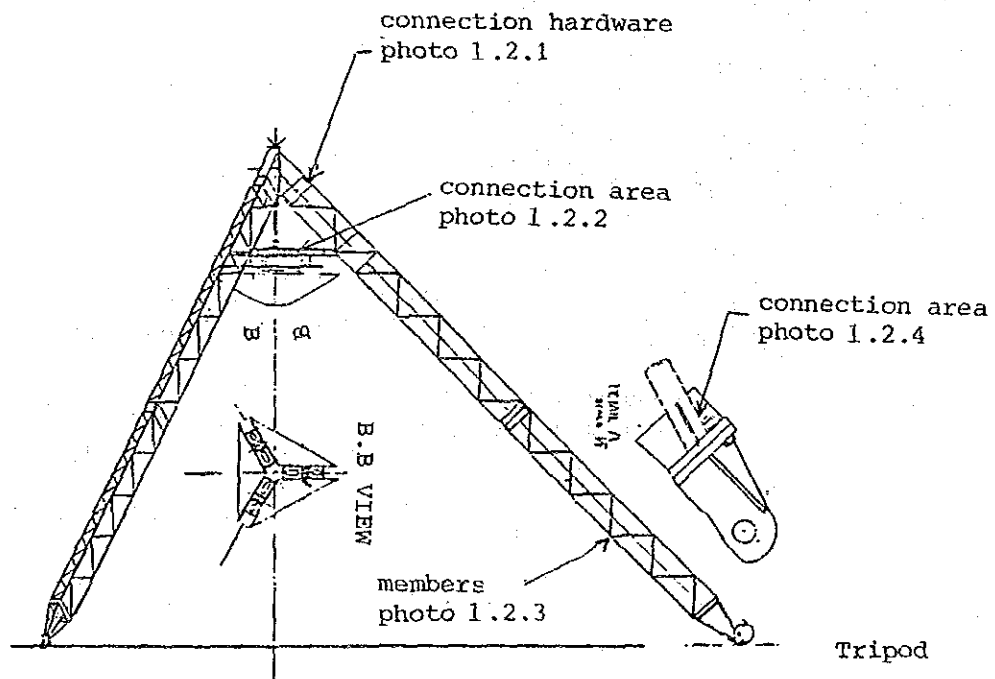 connection hardware
photo 1.2.1
connection area
photo 1.2.2
connection area
photo 1.2.4
B B
B.B VIEW
members
photo 1.2.3
Tripod